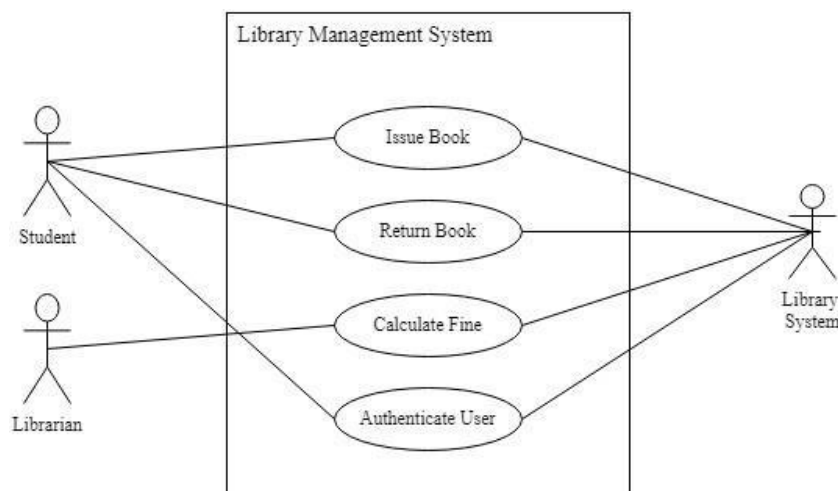 Library Management System
Issue Book
Student
Return Book
Library
System
Calculate Fine
Librarian
Authenticate User